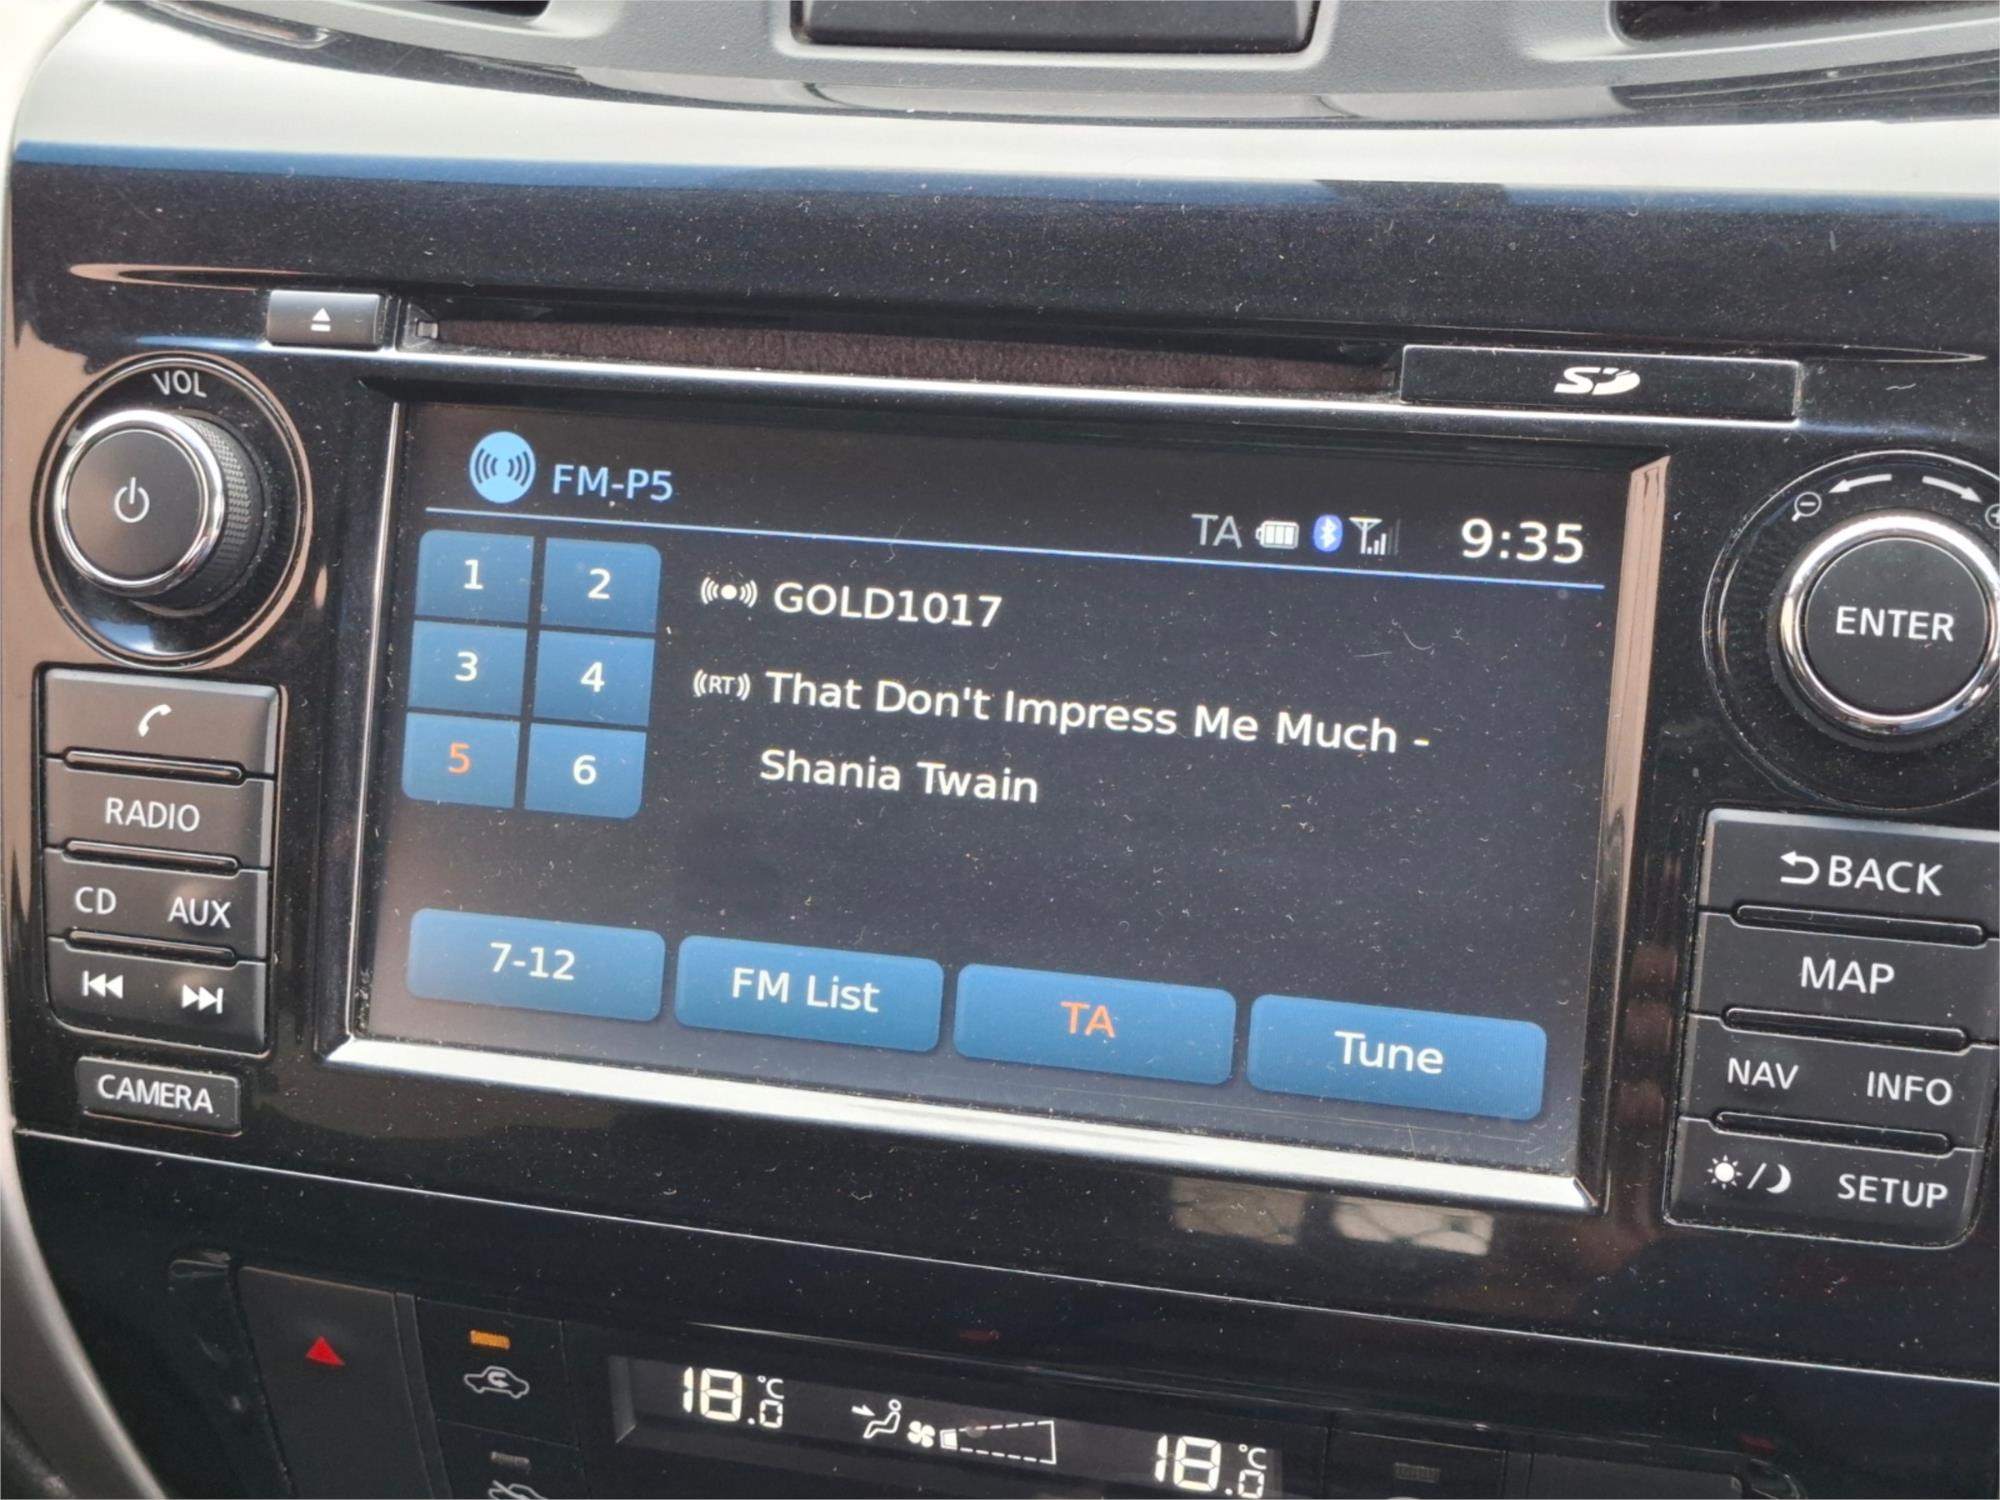 VOL
SD
FM-P5
TA 9:35
1 2
3 4
5 6
GOLD1017
RT That Don't Impress Me Much -
Shania Twain
7-12 FM List TA Tune
RADIO
CD AUX
CAMERA
ENTER
BACK
MAP
NAV INFO
SETUP
18.0 °C
18.0 °C